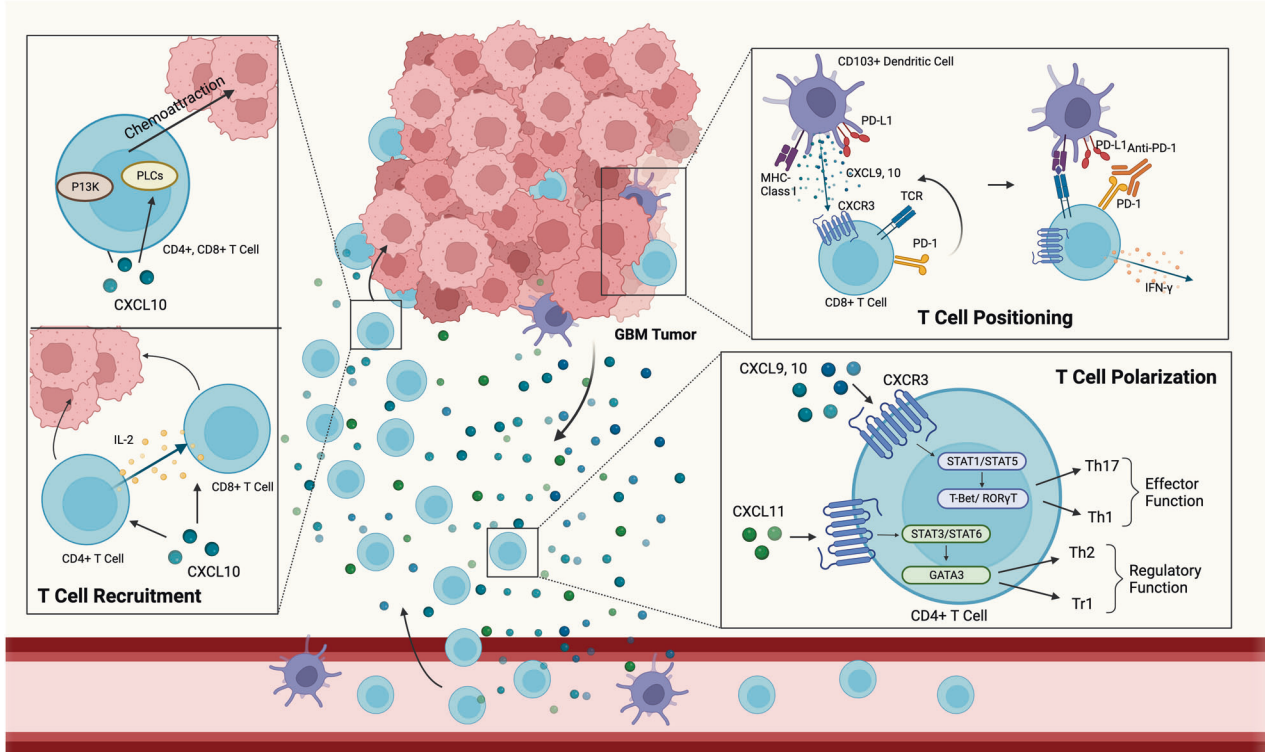 Chemoattraction
P13K
PLCs
CD4+, CD8+ T Cell
CXCL10
IL-2
CD8+ T Cell
CD4+ T Cell
CXCL10
T Cell Recruitment
GBM Tumor
CD103+ Dendritic Cell
PD-L1
MHC-
Class1
CXCL9, 10
CXCR3
TCR
PD-1
CD8+ T Cell
PD-L1
Anti-PD-1
PD-1
IFN-γ
T Cell Positioning
CXCL9, 10
CXCR3
T Cell Polarization
STAT1/STAT5
T-Bet/ RORγT
Th17
Th1
Effector
Function
CXCL11
STAT3/STAT6
GATA3
Th2
Tr1
Regulatory
Function
CD4+ T Cell